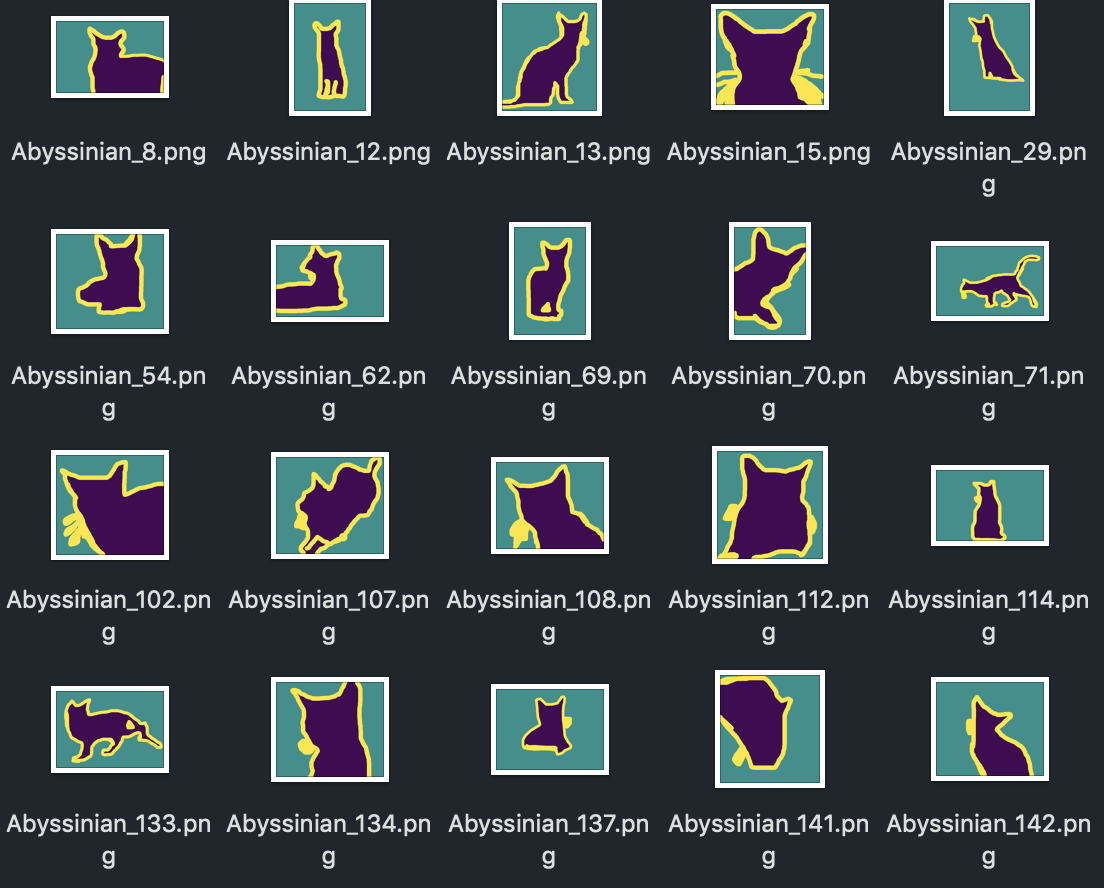 Abyssinian_8.png Abyssinian_12.png Abyssinian_13.png Abyssinian_15.png Abyssinian_29.pn
g
Abyssinian_54.pn Abyssinian_62.pn Abyssinian_69.pn Abyssinian_70.pn Abyssinian_71.pn
g g g g g
Abyssinian_102.pn Abyssinian_107.pn Abyssinian_108.pn Abyssinian_112.pn Abyssinian_114.pn
g g g g g
Abyssinian_133.pn Abyssinian_134.pn Abyssinian_137.pn Abyssinian_141.pn Abyssinian_142.pn
g g g g g